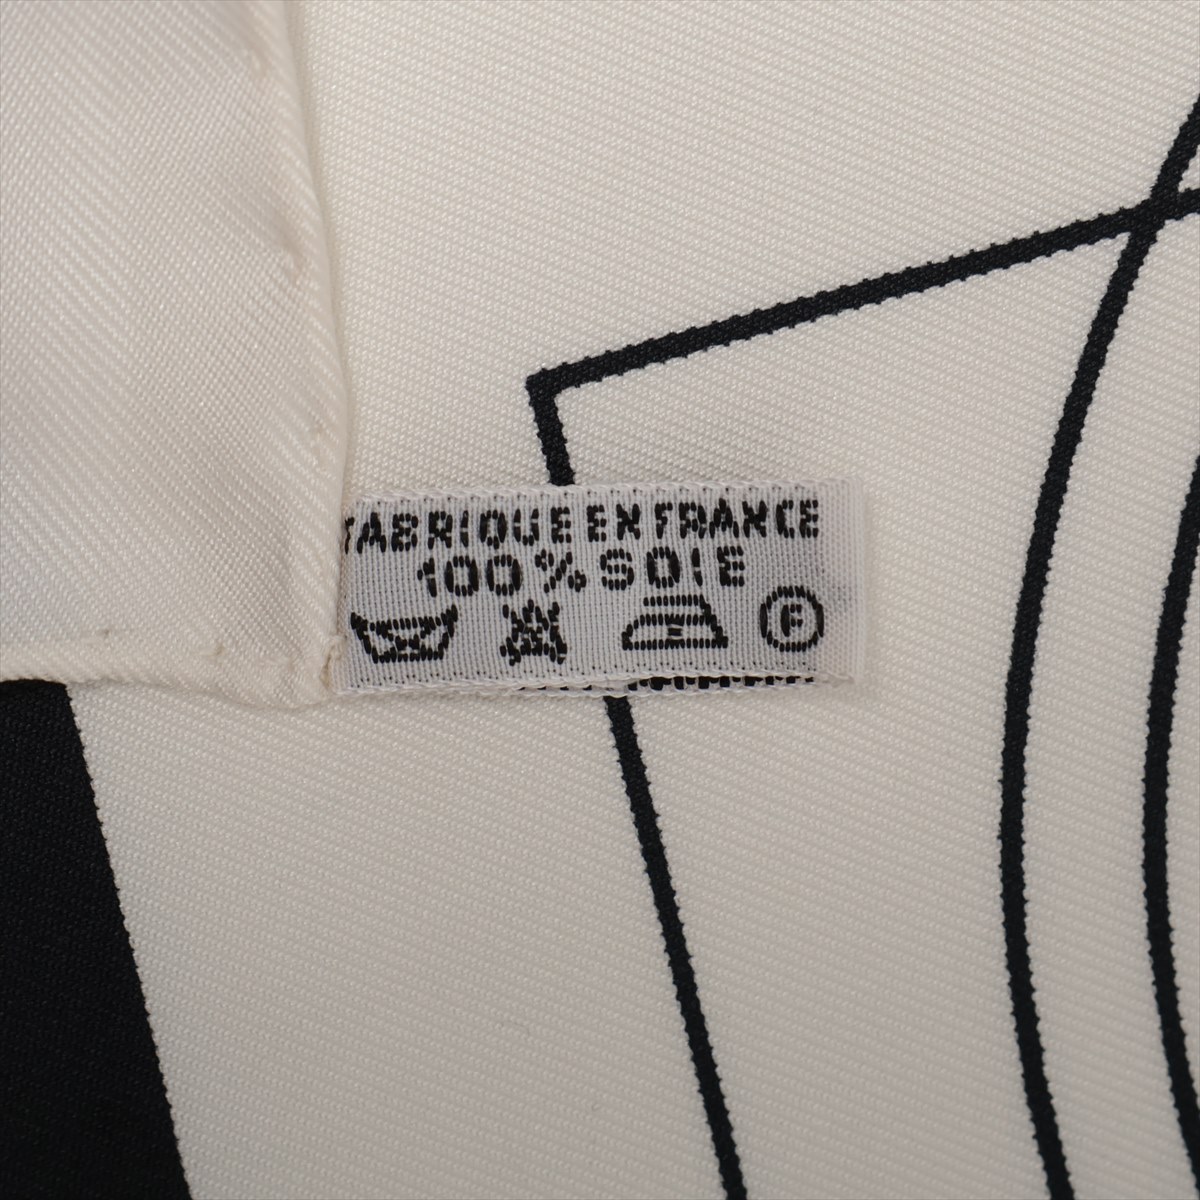 FABRIQUE EN FRANCE
100% SOIE
F